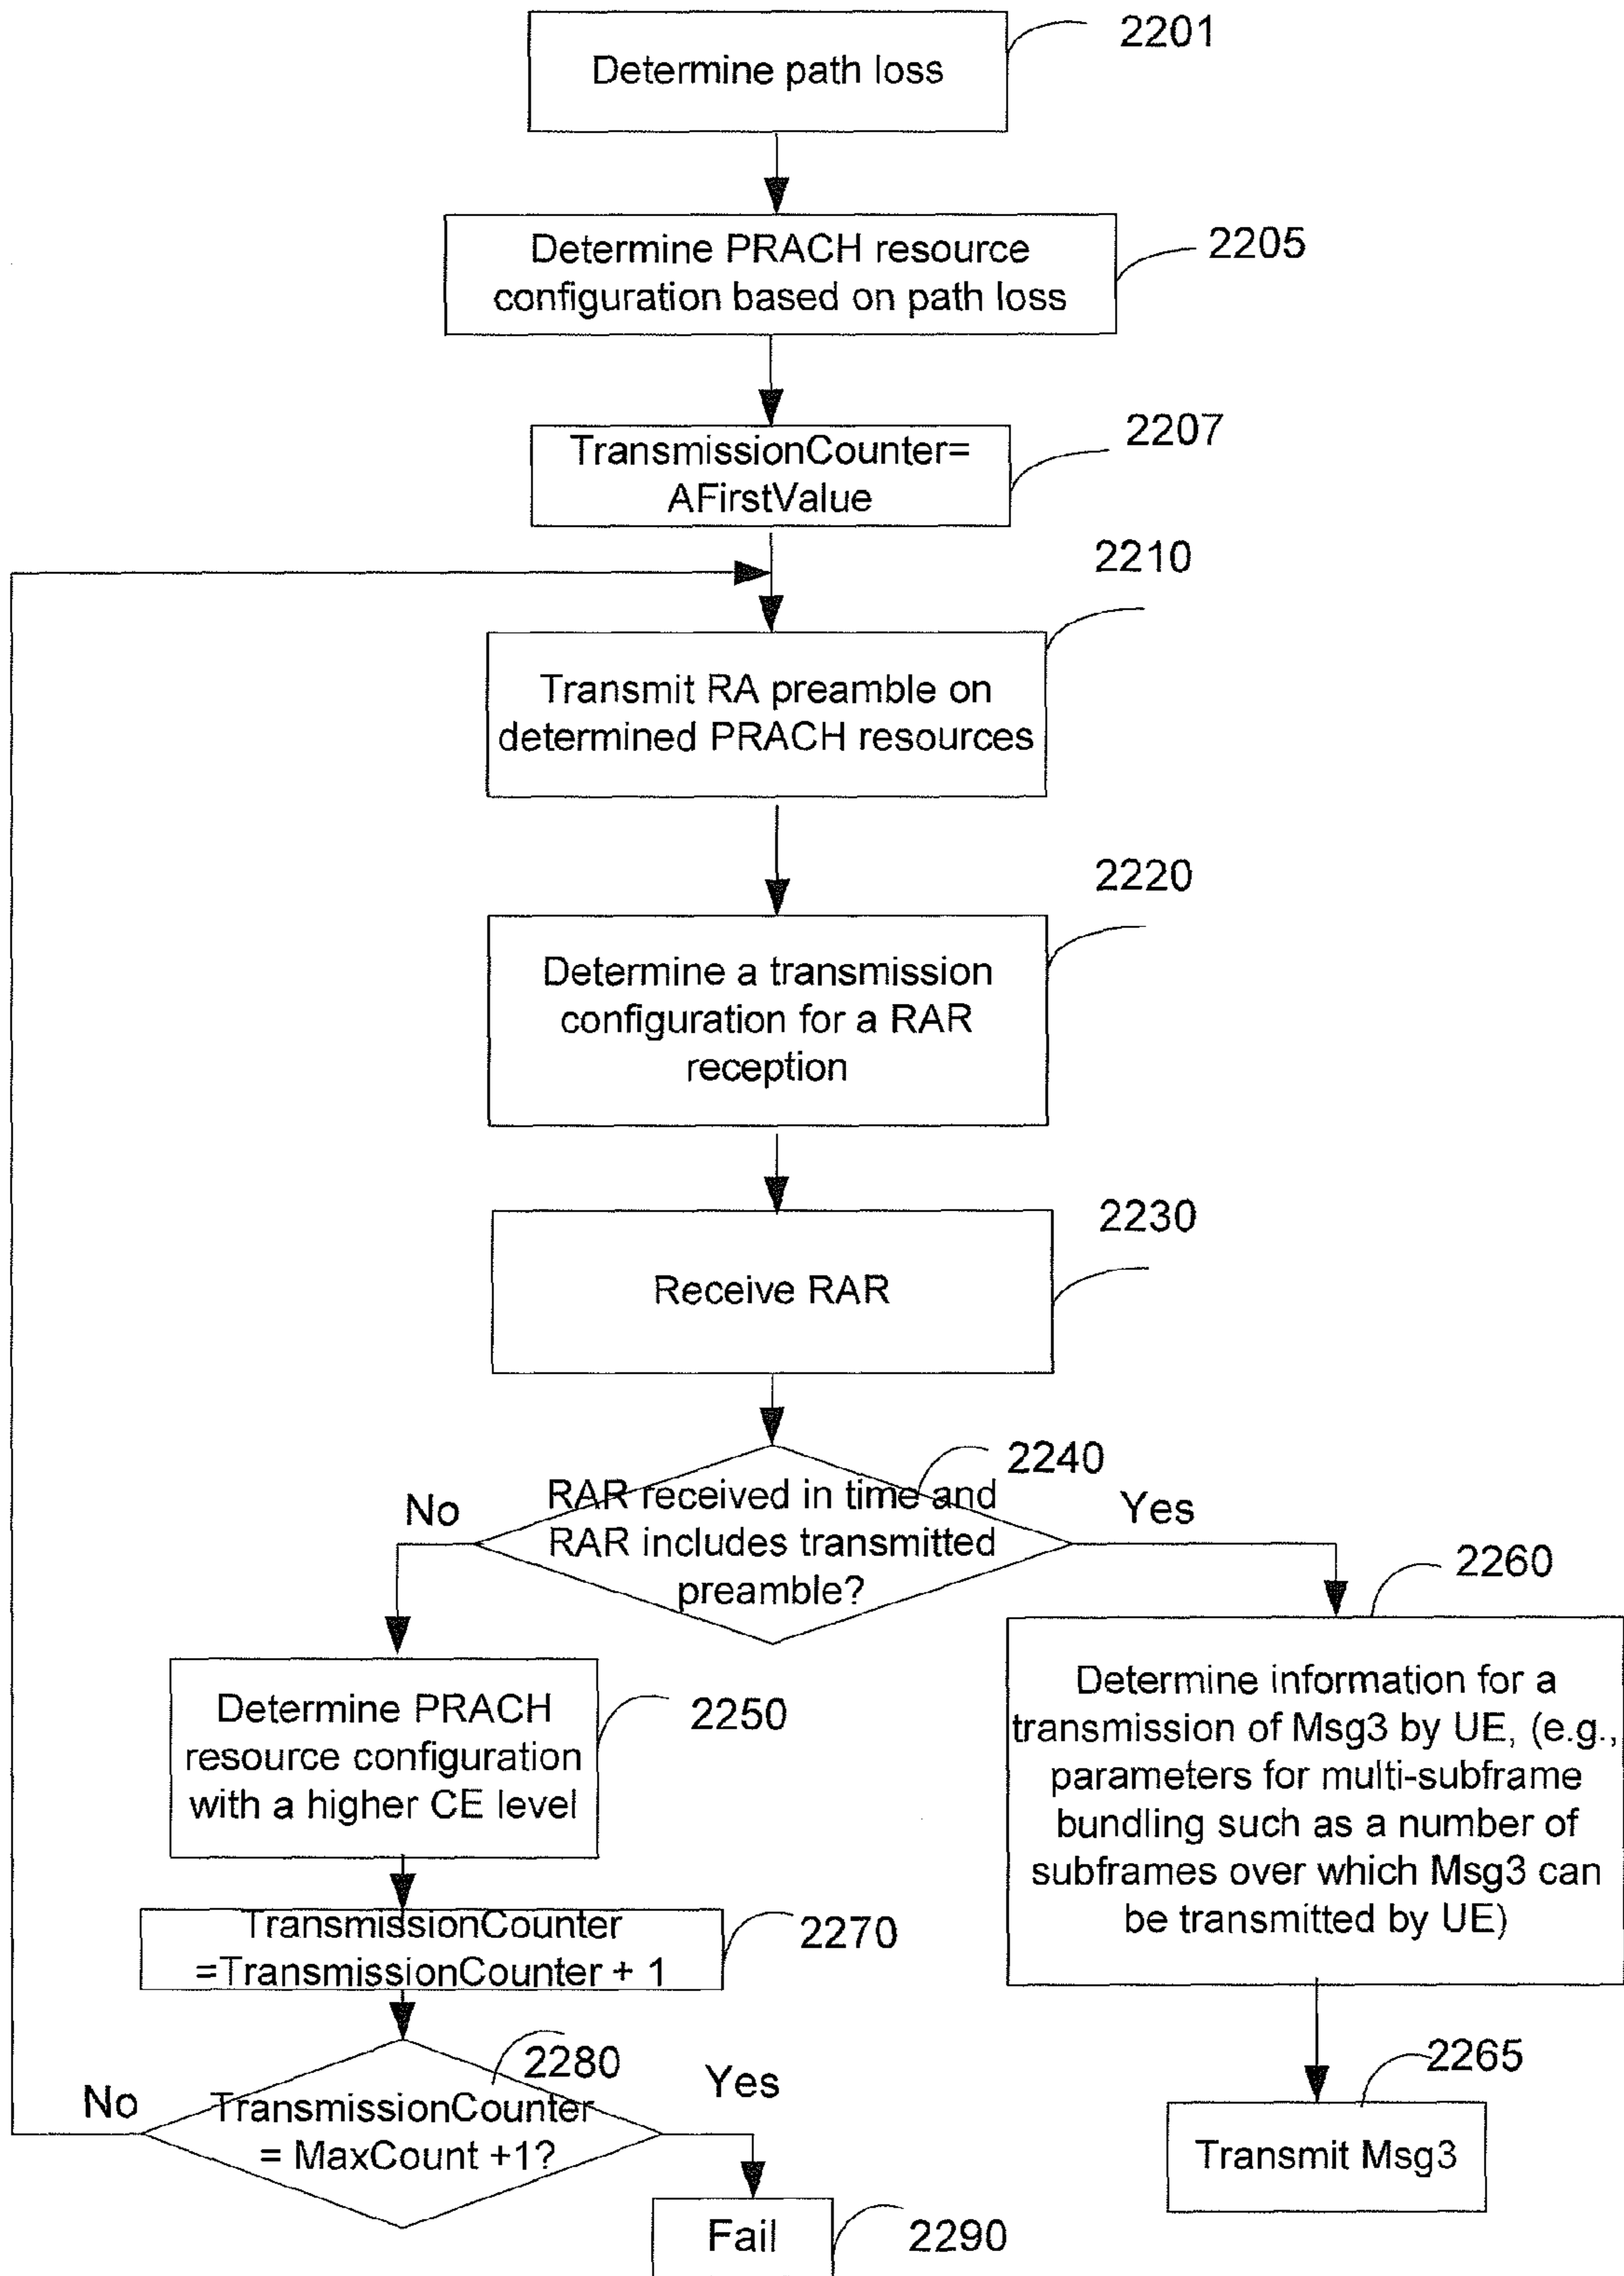 2201
Determine path loss
2205
Determine PRACH resource
configuration based on path loss
2207
TransmissionCounter=
AFirstValue
2210
Transmit RA preamble on
determined PRACH resources
2220
Determine a transmission
configuration for a RAR
reception
2230
Receive RAR
2240
No
RAR received in time and
RAR includes transmitted
preamble?
Yes
2260
Determine information for a
transmission of Msg3 by UE, (e.g.,
parameters for multi-subframe
bundling such as a number of
subframes over which Msg3 can
be transmitted by UE)
2250
Determine PRACH
resource configuration
with a higher CE level
2270
TransmissionCounter
=TransmissionCounter + 1
2280
No
TransmissionCounter
= MaxCount +1?
Yes
2265
Transmit Msg3
Fail
2290